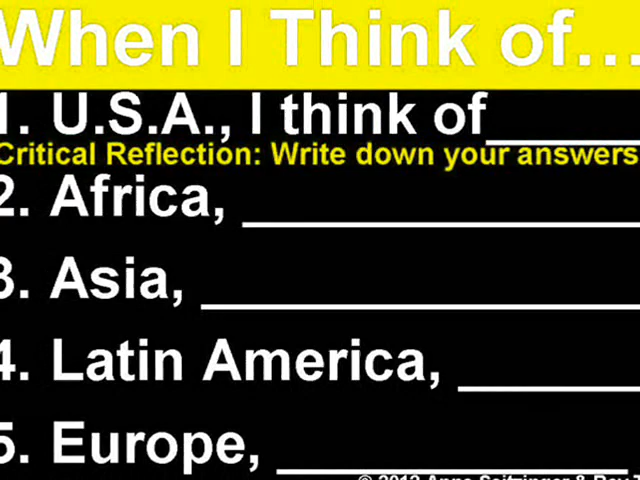 When I Think of...
1. U.S.A., I think of
Critical Reflection: Write down your answers
2. Africa,
3. Asia,
4. Latin America,
5. Europe,